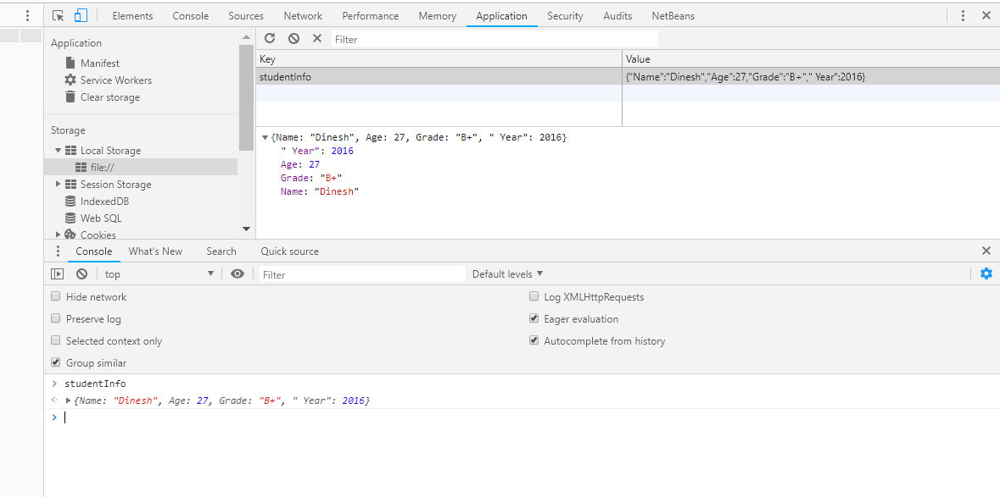 Elements Console Sources Network Performance Memory Application Security Audits NetBeans
Application
Manifest
Service Workers
Clear storage
Storage
Local Storage
file://
Session Storage
IndexedDB
Web SQL
Cookies
Filter
Key Value
studentInfo {"Name":"Dinesh","Age":27,"Grade":"B+"," Year":2016}
{Name: "Dinesh", Age: 27, Grade: "B+", " Year": 2016}
" Year": 2016
Age: 27
Grade: "B+"
Name: "Dinesh"
Console What's New Search Quick source
top Filter Default levels
Hide network Log XMLHttpRequests
Preserve log Eager evaluation
Selected context only Autocomplete from history
Group similar
studentInfo
{Name: "Dinesh", Age: 27, Grade: "B+", " Year": 2016}